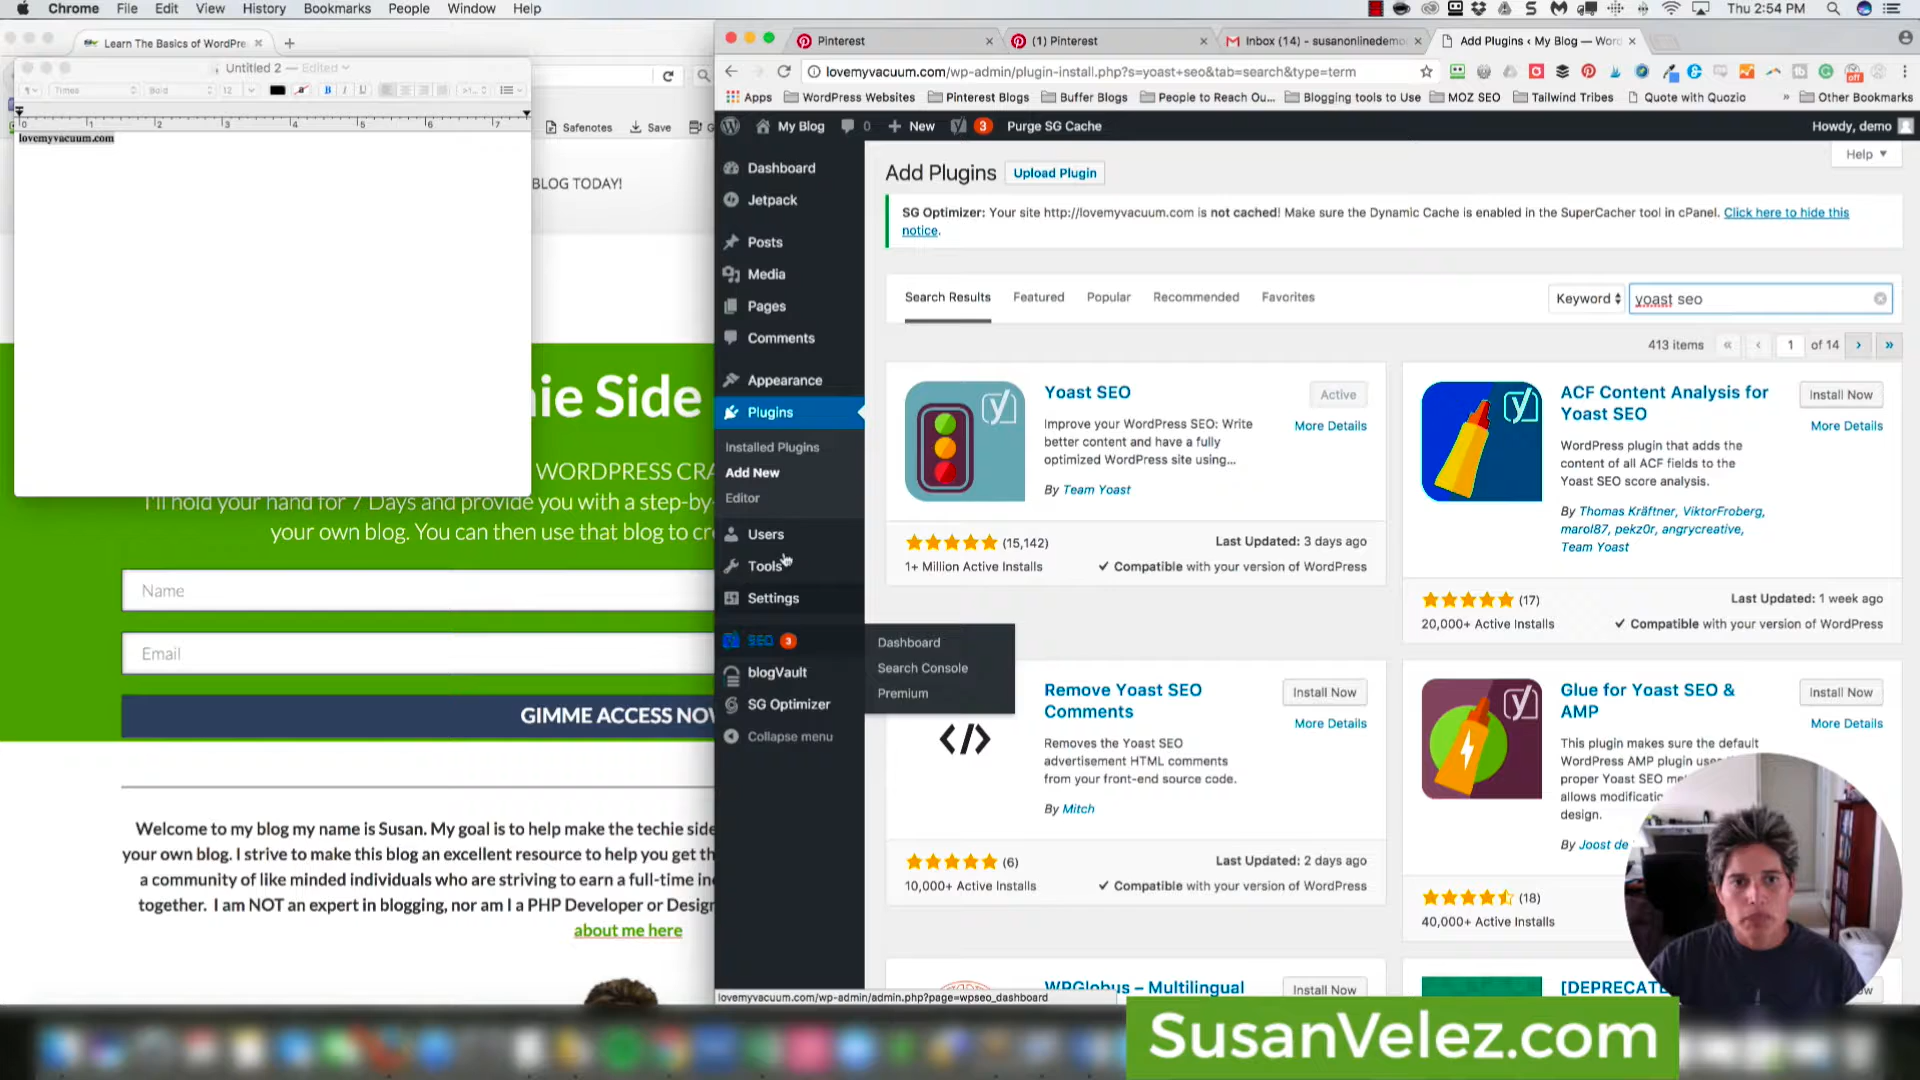 Chrome File Edit View History Bookmarks People Window Help
Thu 2:54 PM
Learn The Basics of WordPre
Untitled 2 — Edited
Times Bold 12
0 1 2 3 4 5 6 7
lovemyvacuum.com
Safenotes Save
BLOG TODAY!
ie Side
WORDPRESS CRA
I'll hold your hand for 7 Days and provide you with a step-by-
your own blog. You can then use that blog to cre
Name
Email
GIMME ACCESS NOW
Welcome to my blog my name is Susan. My goal is to help make the techie side
your own blog. I strive to make this blog an excellent resource to help you get th
a community of like minded individuals who are striving to earn a full-time inc
together. I am NOT an expert in blogging, nor am I a PHP Developer or Design
about me here
Pinterest
(1) Pinterest
Inbox (14) - susanonlinedemo
Add Plugins ‹ My Blog — Word
lovemyvacuum.com/wp-admin/plugin-install.php?s=yoast+seo&tab=search&type=term
Apps WordPress Websites Pinterest Blogs Buffer Blogs People to Reach Ou... Blogging tools to Use MOZ SEO Tailwind Tribes Quote with Quozio » Other Bookmarks
My Blog 0 New 3 Purge SG Cache
Howdy, demo
Dashboard
Jetpack
Posts
Media
Pages
Comments
Appearance
Plugins
Installed Plugins
Add New
Editor
Users
Tools
Settings
SEO 3
blogVault
SG Optimizer
Collapse menu
Dashboard
Search Console
Premium
Help
Add Plugins Upload Plugin
SG Optimizer: Your site http://lovemyvacuum.com is not cached! Make sure the Dynamic Cache is enabled in the SuperCacher tool in cPanel. Click here to hide this
notice.
Search Results Featured Popular Recommended Favorites
Keyword yoast seo
413 items « ‹ 1 of 14 › »
Yoast SEO
Active
More Details
Improve your WordPress SEO: Write
better content and have a fully
optimized WordPress site using...
By Team Yoast
(15,142)
Last Updated: 3 days ago
1+ Million Active Installs
Compatible with your version of WordPress
ACF Content Analysis for
Yoast SEO
Install Now
More Details
WordPress plugin that adds the
content of all ACF fields to the
Yoast SEO score analysis.
By Thomas Kräftner, ViktorFroberg,
marol87, pekz0r, angrycreative,
Team Yoast
(17)
Last Updated: 1 week ago
20,000+ Active Installs
Compatible with your version of WordPress
Remove Yoast SEO
Comments
Install Now
More Details
Removes the Yoast SEO
advertisement HTML comments
from your front-end source code.
By Mitch
(6)
Last Updated: 2 days ago
10,000+ Active Installs
Compatible with your version of WordPress
Glue for Yoast SEO &
AMP
Install Now
More Details
This plugin makes sure the default
WordPress AMP plugin use
proper Yoast SEO me
allows modificatio
design.
By Joost de
(18)
40,000+ Active Installs
WPGlobus – Multilingual
Install Now
[DEPRECATE
ow
lovemyvacuum.com/wp-admin/admin.php?page=wpseo_dashboard
SusanVelez.com